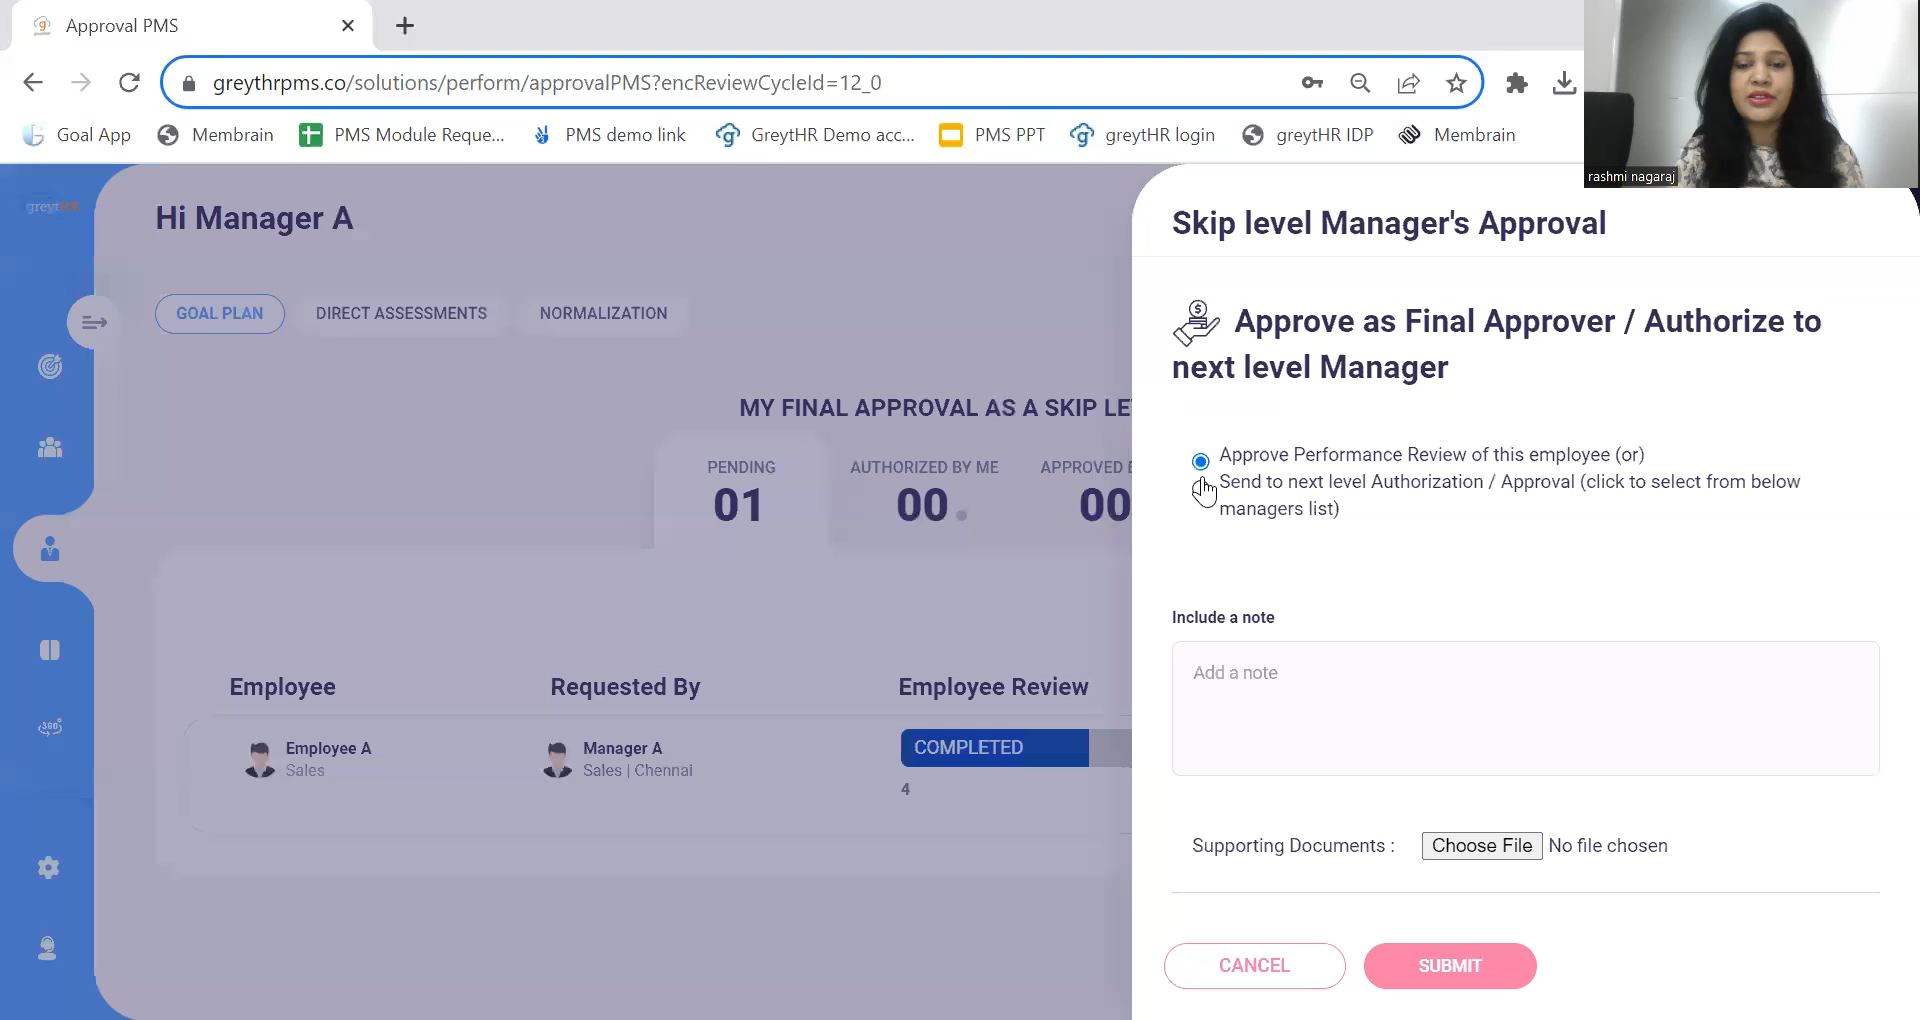 Approval PMS
greythrpms.co/solutions/perform/approvalPMS?encReviewCycleId=12_0
Goal App
Membrain
PMS Module Reque...
PMS demo link
GreytHR Demo acc...
PMS PPT
greytHR login
greytHR IDP
Membrain
rashmi nagaraj
greytHR
Hi Manager A
GOAL PLAN
DIRECT ASSESSMENTS
NORMALIZATION
MY FINAL APPROVAL AS A SKIP LE
PENDING
01
AUTHORIZED BY ME
00
APPROVED
00
Employee
Requested By
Employee Review
Employee A
Sales
Manager A
Sales | Chennai
COMPLETED
4
360°
Skip level Manager's Approval
Approve as Final Approver / Authorize to
next level Manager
Approve Performance Review of this employee (or)
Send to next level Authorization / Approval (click to select from below
managers list)
Include a note
Add a note
Supporting Documents :
Choose File
No file chosen
CANCEL
SUBMIT